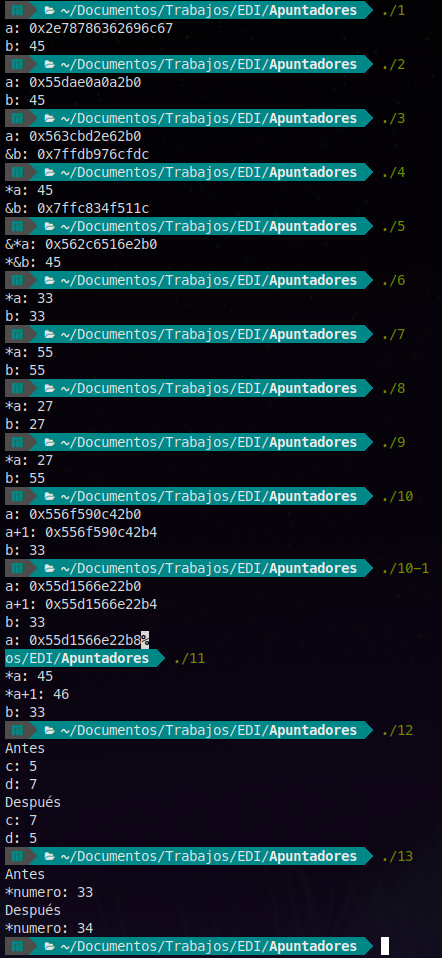 ~/Documentos/Trabajos/EDI/Apuntadores ./1
a: 0x2e78786362696c67
b: 45
~/Documentos/Trabajos/EDI/Apuntadores ./2
a: 0x55dae0a0a2b0
b: 45
~/Documentos/Trabajos/EDI/Apuntadores ./3
a: 0x563cbd2e62b0
&b: 0x7ffdb976cfdc
~/Documentos/Trabajos/EDI/Apuntadores ./4
*a: 45
&b: 0x7ffc834f511c
~/Documentos/Trabajos/EDI/Apuntadores ./5
&*a: 0x562c6516e2b0
*&b: 45
~/Documentos/Trabajos/EDI/Apuntadores ./6
*a: 33
b: 33
~/Documentos/Trabajos/EDI/Apuntadores ./7
*a: 55
b: 55
~/Documentos/Trabajos/EDI/Apuntadores ./8
*a: 27
b: 27
~/Documentos/Trabajos/EDI/Apuntadores ./9
*a: 27
b: 55
~/Documentos/Trabajos/EDI/Apuntadores ./10
a: 0x556f590c42b0
a+1: 0x556f590c42b4
b: 33
~/Documentos/Trabajos/EDI/Apuntadores ./10-1
a: 0x55d1566e22b0
a+1: 0x55d1566e22b4
b: 33
a: 0x55d1566e22b8%
os/EDI/Apuntadores ./11
*a: 45
*a+1: 46
b: 33
~/Documentos/Trabajos/EDI/Apuntadores ./12
Antes
c: 5
d: 7
Después
c: 7
d: 5
~/Documentos/Trabajos/EDI/Apuntadores ./13
Antes
*numero: 33
Después
*numero: 34
~/Documentos/Trabajos/EDI/Apuntadores